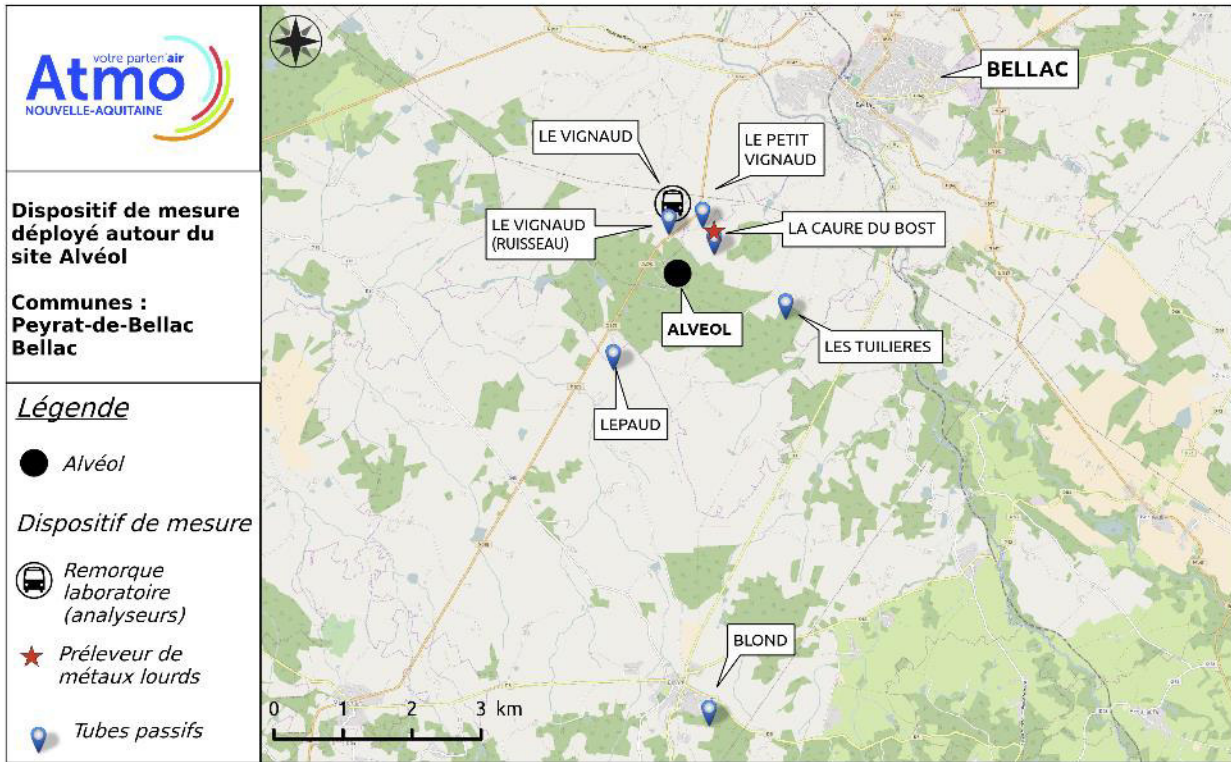 votre parten'air
Atmo
NOUVELLE-AQUITAINE
Dispositif de mesure
déployé autour du
site Alvéol
Communes :
Peyrat-de-Bellac
Bellac
Légende
Alvéol
Dispositif de mesure
Remorque
laboratoire
(analyseurs)
Préleveur de
métaux lourds
Tubes passifs
BELLAC
LE VIGNAUD
LE PETIT
VIGNAUD
LE VIGNAUD
(RUISSEAU)
LA CAURE DU BOST
ALVEOL
LES TUILIERES
LEPAUD
BLOND
0 1 2 3 km